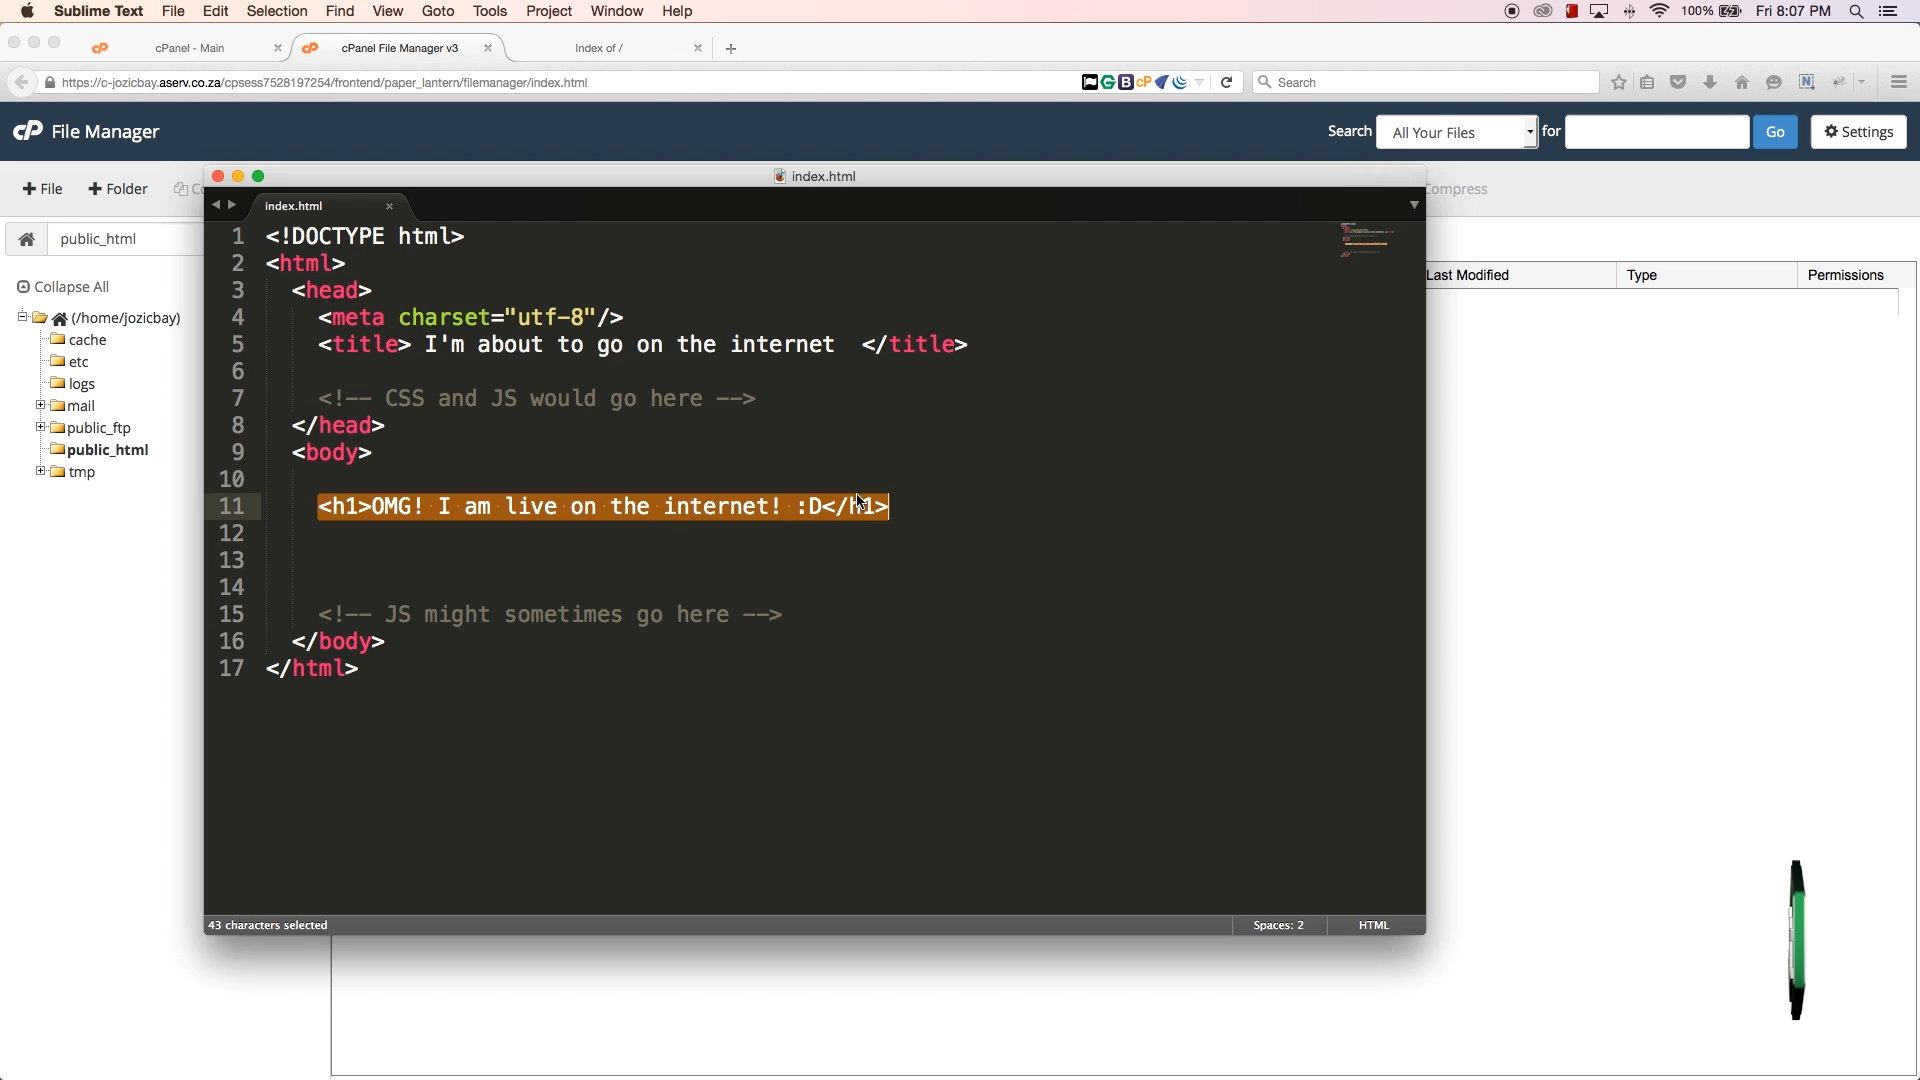 Sublime Text File Edit Selection Find View Goto Tools Project Window Help 100% Fri 8:07 PM
cPanel - Main cPanel File Manager v3 Index of /
https://c-jozicbay.aserv.co.za/cpsess7528197254/frontend/paper_lantern/filemanager/index.html Search
cP File Manager Search All Your Files for Go Settings
+ File + Folder Compress
index.html
index.html
public_html
1 <!DOCTYPE html>
2 <html>
3 <head>
4 <meta charset="utf-8"/>
5 <title> I'm about to go on the internet  </title>
6
7 <!-- CSS and JS would go here -->
8 </head>
9 <body>
10
11 <h1>OMG! I am live on the internet! :D</h1>
12
13
14
15 <!-- JS might sometimes go here -->
16 </body>
17 </html>
43 characters selected Spaces: 2 HTML
Collapse All
(/home/jozicbay)
cache
etc
logs
mail
public_ftp
public_html
tmp
Last Modified Type Permissions